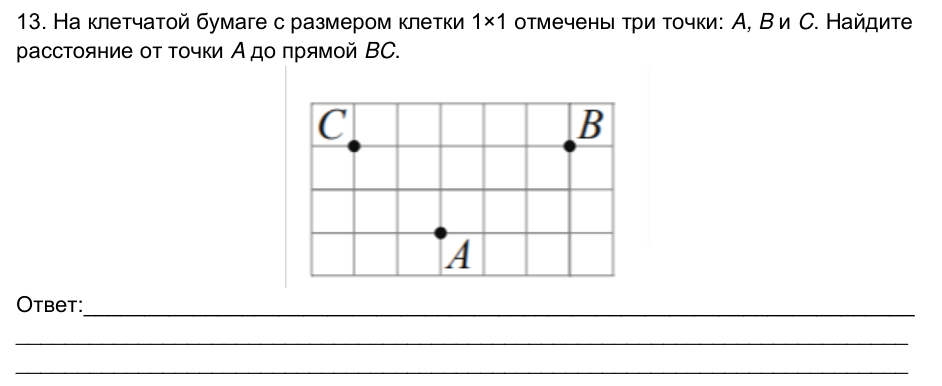 13. На клетчатой бумаге с размером клетки 1×1 отмечены три точки: A, B и C. Найдите
расстояние от точки A до прямой BC.
C
B
A
Ответ: